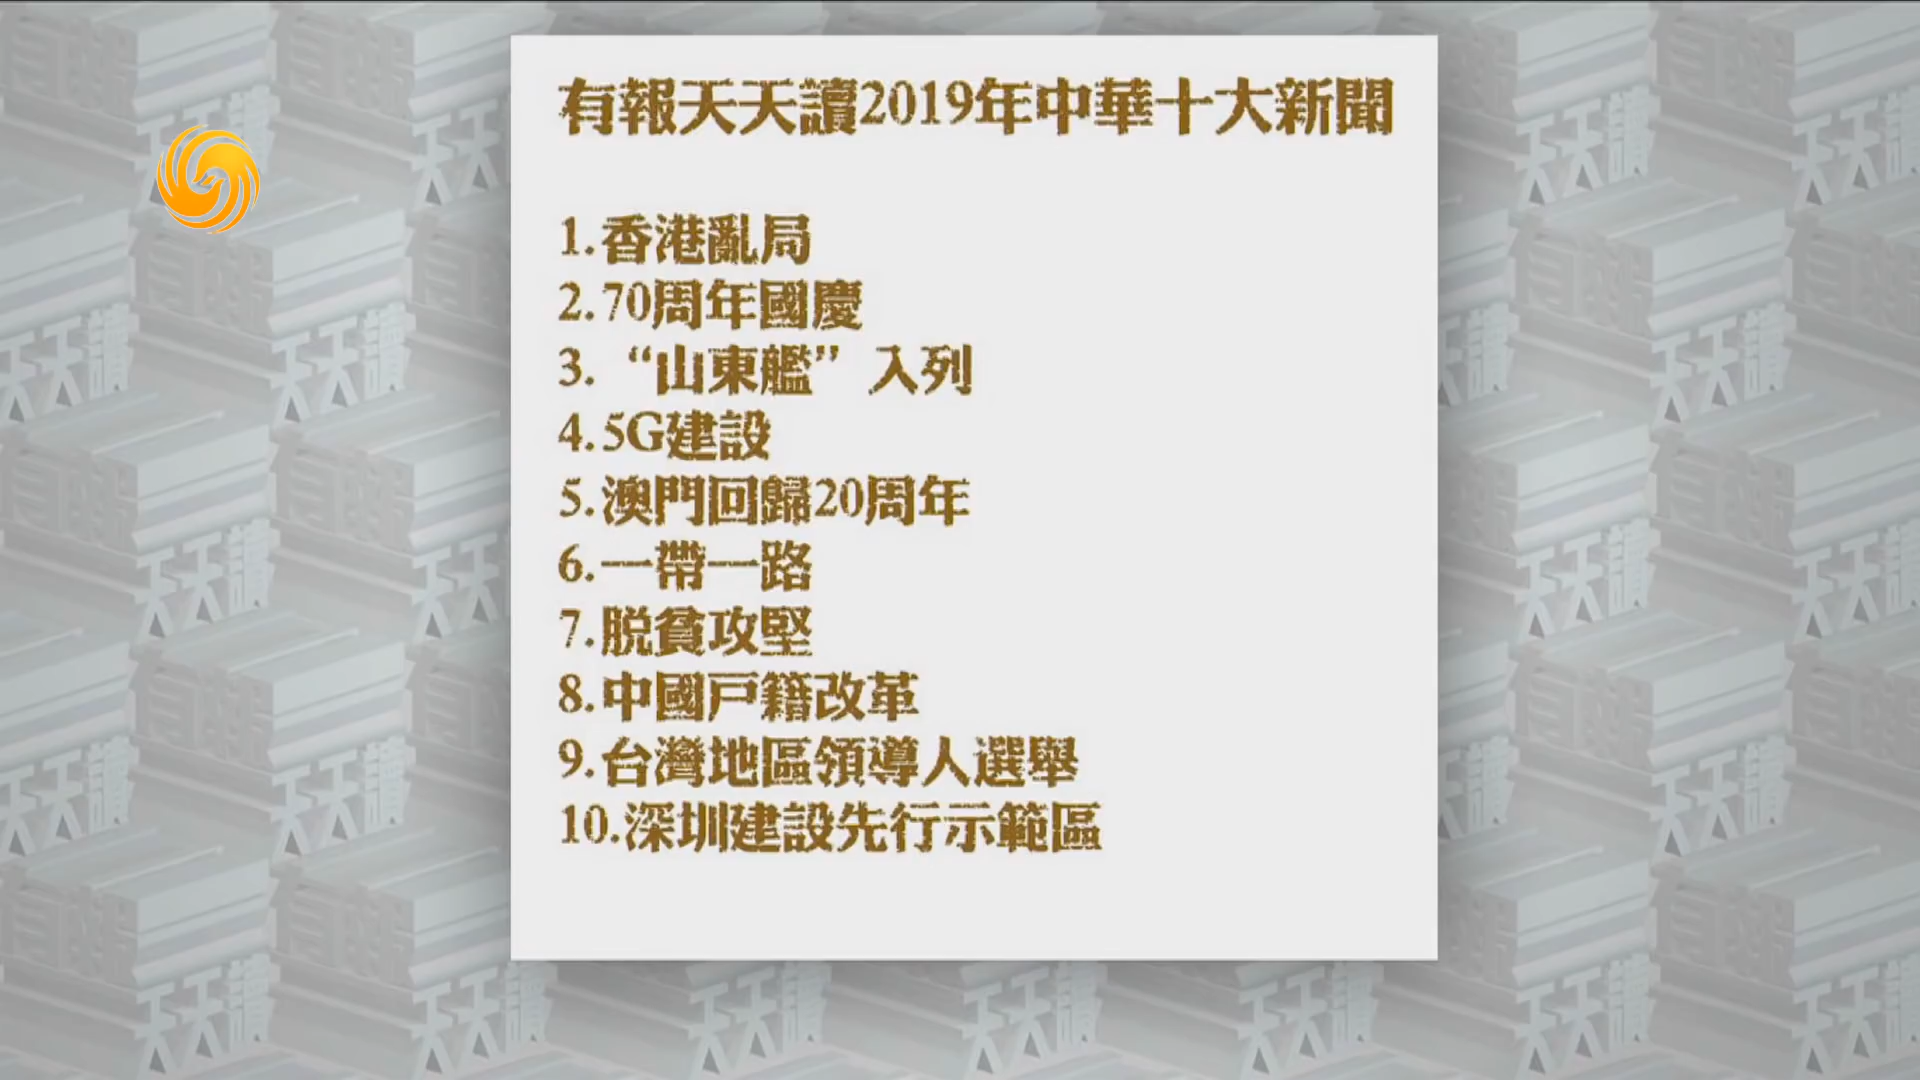 有報天天讀2019年中華十大新聞
1.香港亂局
2.70周年國慶
3.“山東艦”入列
4.5G建設
5.澳門回歸20周年
6.一帶一路
7.脱貧攻堅
8.中國戸籍改革
9.台灣地區領導人選舉
10.深圳建設先行示範區